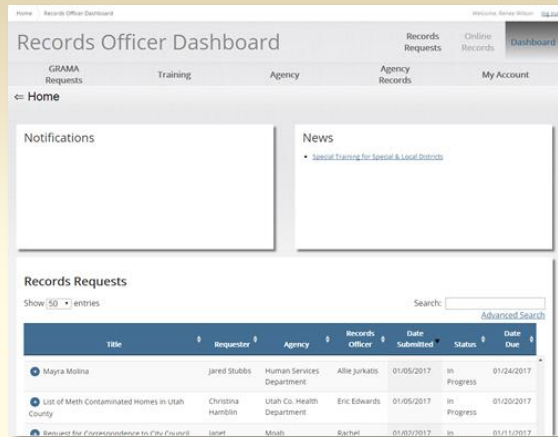 Home Records Officer Dashboard Welcome, Renee Wilson log out
Records Officer Dashboard
Records Requests
Online Records
Dashboard
GRAMA Requests
Training
Agency
Agency Records
My Account
⇐ Home
Notifications
News
• Special Training for Special & Local Districts
Records Requests
Show 50 entries
Search:
Advanced Search
Title Requester Agency Records Officer Date Submitted Status Date Due
Mayra Molina Jared Stubbs Human Services Department Allie Jurkatis 01/05/2017 In Progress 01/24/2017
List of Meth Contaminated Homes in Utah County Christina Hamblin Utah Co. Health Department Eric Edwards 01/05/2017 In Progress 01/20/2017
Request for Correspondence to City Council Janet Moab Rachel 01/02/2017 In 01/11/2017